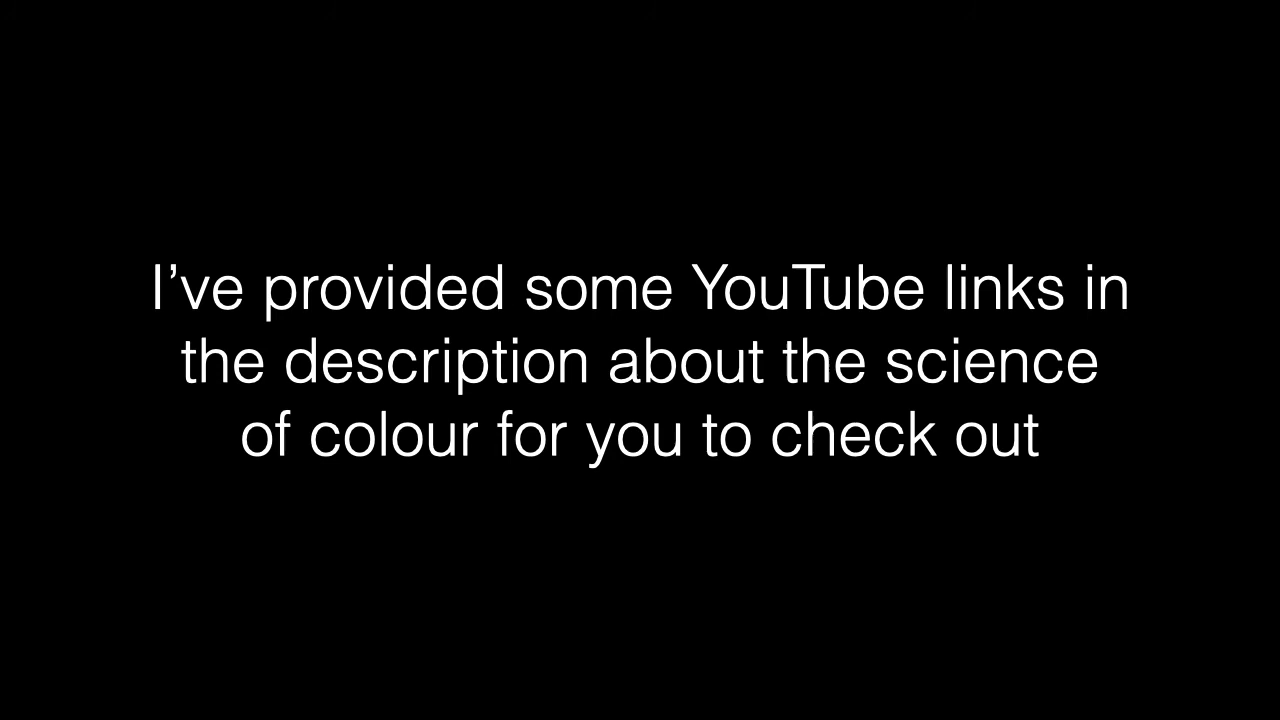 I’ve provided some YouTube links in
the description about the science
of colour for you to check out